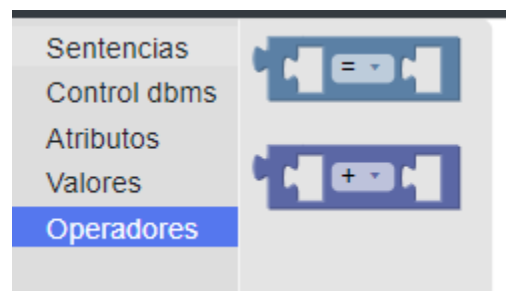 Sentencias
Control dbms
Atributos
Valores
Operadores
=
+